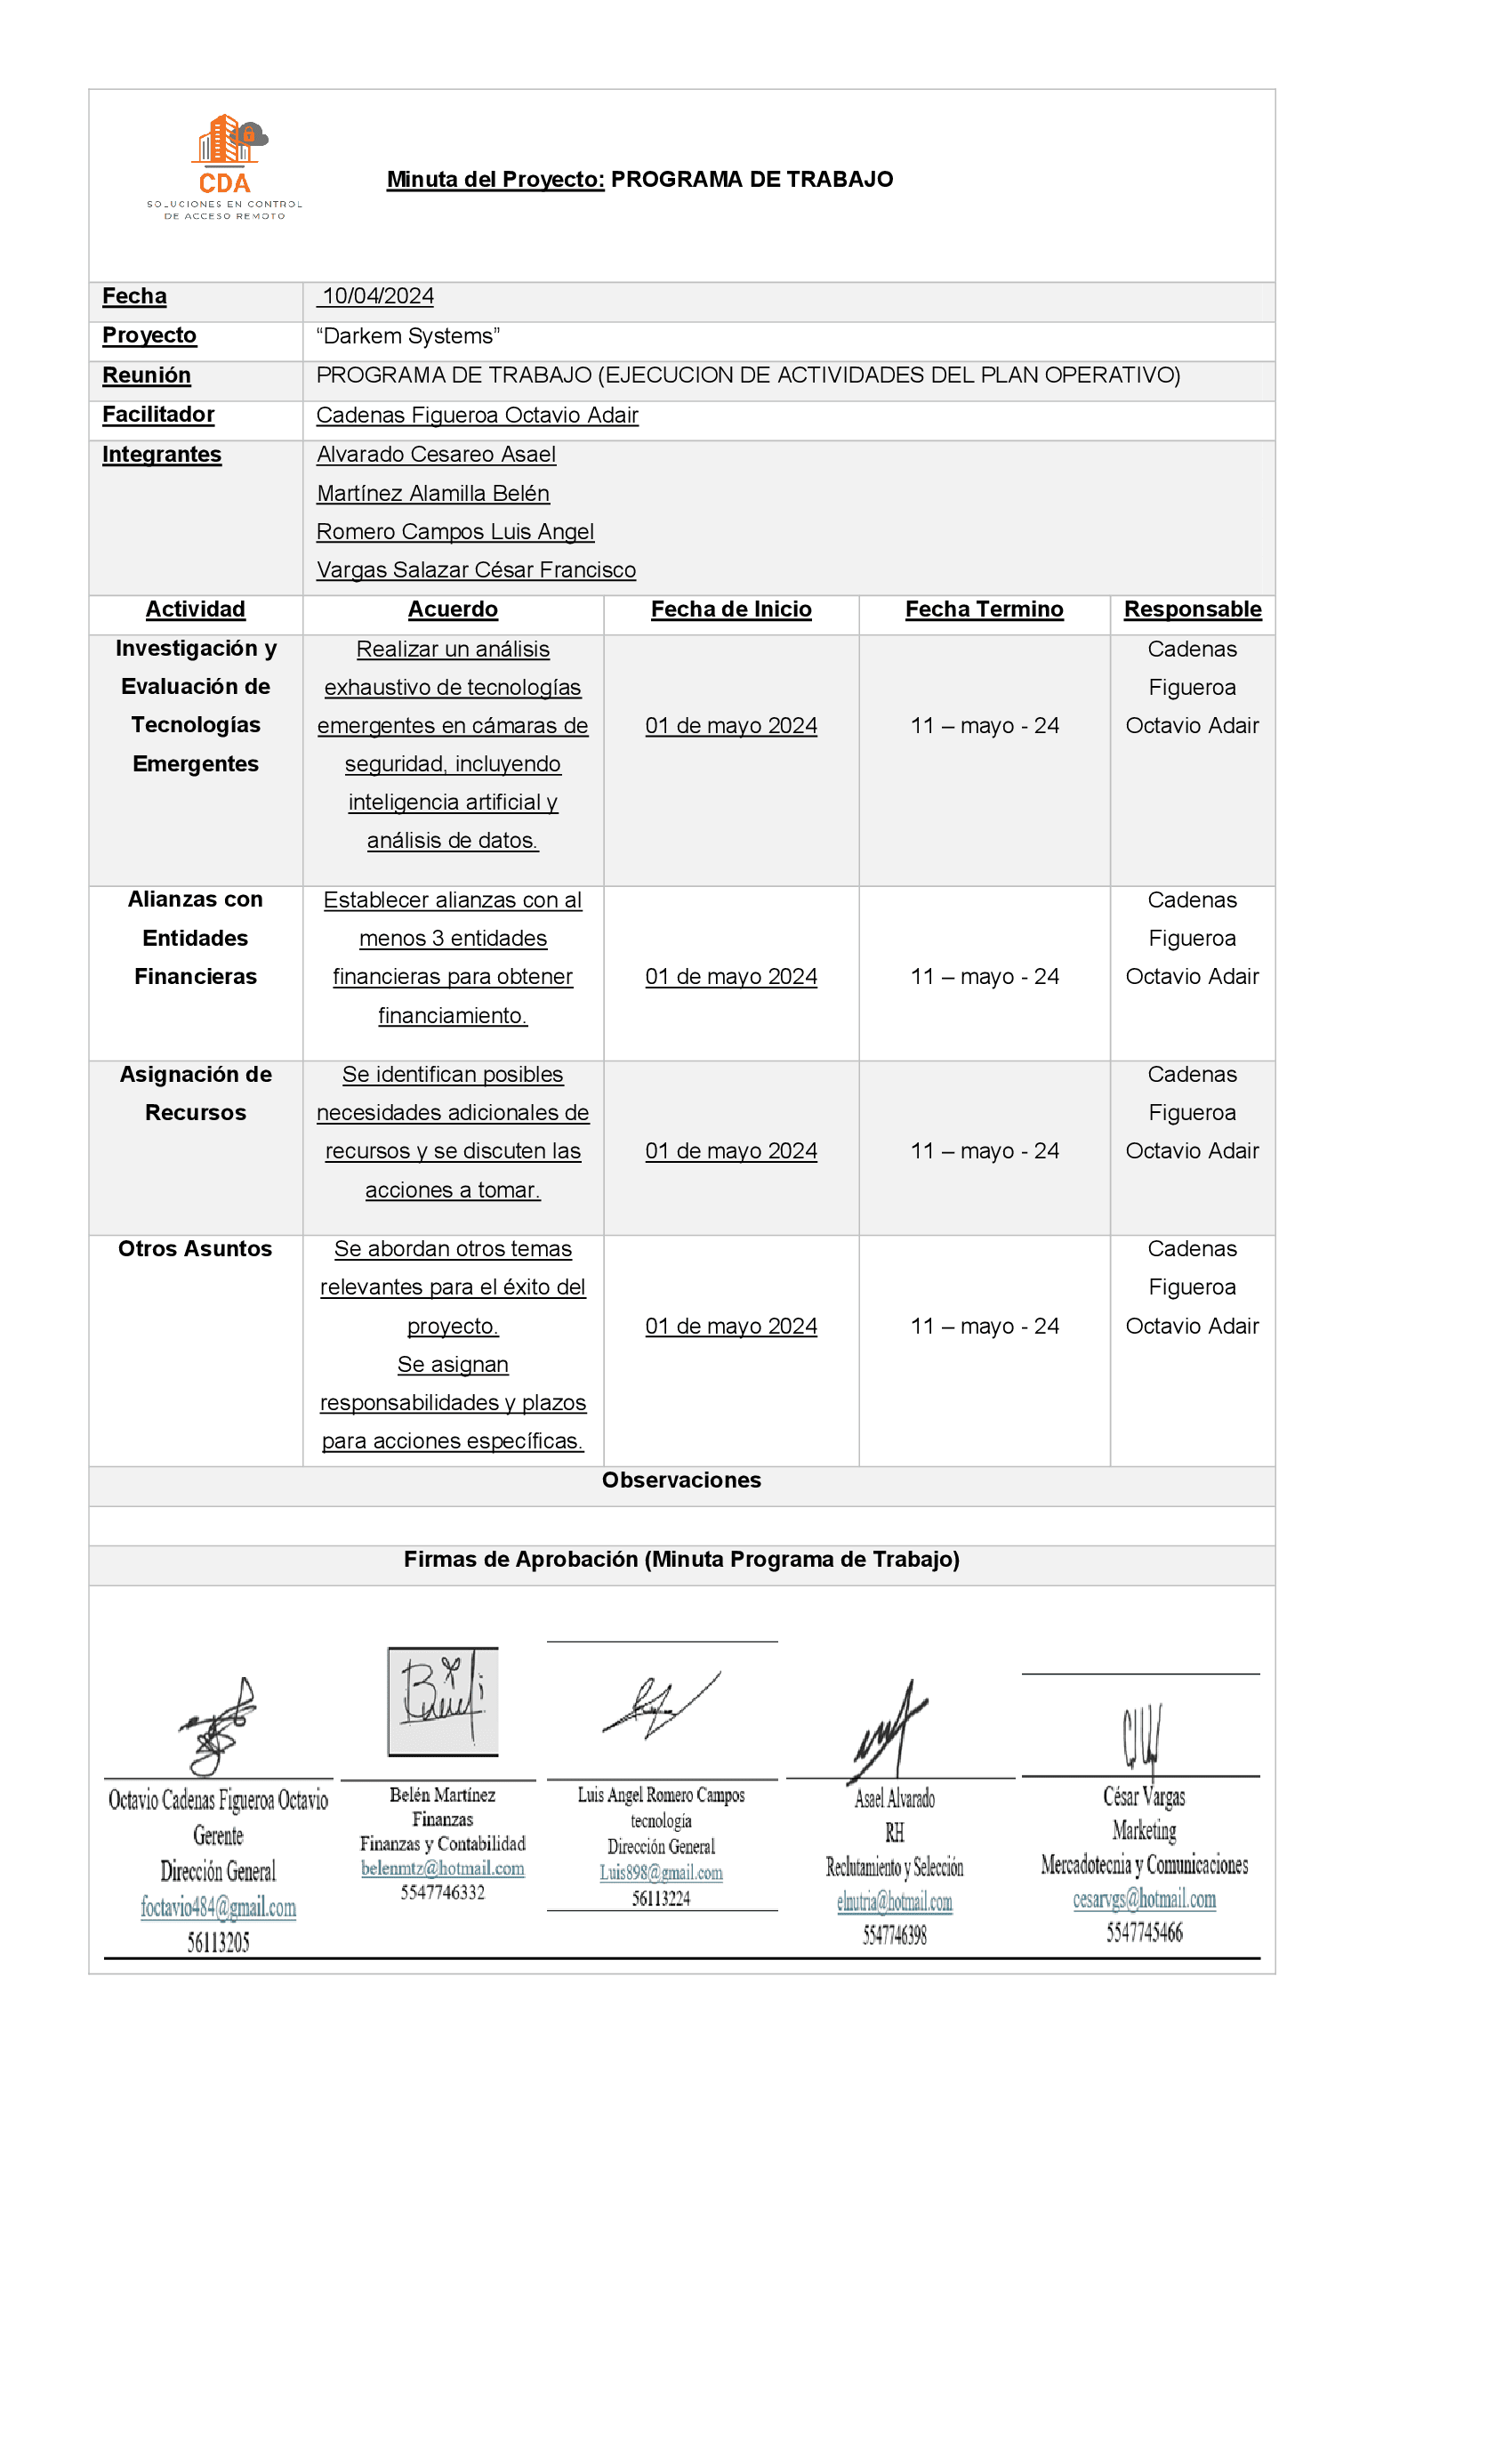 CDA
SOLUCIONES EN CONTROL
DE ACCESO REMOTO
Minuta del Proyecto: PROGRAMA DE TRABAJO
Fecha 10/04/2024
Proyecto “Darkem Systems”
Reunión PROGRAMA DE TRABAJO (EJECUCION DE ACTIVIDADES DEL PLAN OPERATIVO)
Facilitador Cadenas Figueroa Octavio Adair
Integrantes Alvarado Cesareo Asael
Martínez Alamilla Belén
Romero Campos Luis Angel
Vargas Salazar César Francisco
Actividad Acuerdo Fecha de Inicio Fecha Termino Responsable
Investigación y
Evaluación de
Tecnologías
Emergentes
Realizar un análisis
exhaustivo de tecnologías
emergentes en cámaras de
seguridad, incluyendo
inteligencia artificial y
análisis de datos.
01 de mayo 2024
11 – mayo - 24
Cadenas
Figueroa
Octavio Adair
Alianzas con
Entidades
Financieras
Establecer alianzas con al
menos 3 entidades
financieras para obtener
financiamiento.
01 de mayo 2024
11 – mayo - 24
Cadenas
Figueroa
Octavio Adair
Asignación de
Recursos
Se identifican posibles
necesidades adicionales de
recursos y se discuten las
acciones a tomar.
01 de mayo 2024
11 – mayo - 24
Cadenas
Figueroa
Octavio Adair
Otros Asuntos
Se abordan otros temas
relevantes para el éxito del
proyecto.
Se asignan
responsabilidades y plazos
para acciones específicas.
01 de mayo 2024
11 – mayo - 24
Cadenas
Figueroa
Octavio Adair
Observaciones
Firmas de Aprobación (Minuta Programa de Trabajo)
Octavio Cadenas Figueroa Octavio
Gerente
Dirección General
foctavio484@gmail.com
56113205
Belén Martínez
Finanzas
Finanzas y Contabilidad
belenmtz@hotmail.com
5547746332
Luis Angel Romero Campos
tecnología
Dirección General
Luis898@gmail.com
56113224
Asael Alvarado
RH
Reclutamiento y Selección
elnutria@hotmail.com
5547746398
César Vargas
Marketing
Mercadotecnia y Comunicaciones
cesarvgs@hotmail.com
5547745466